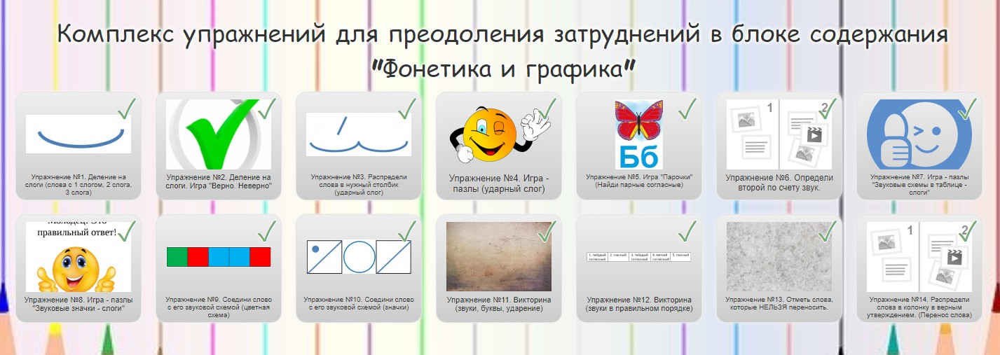 Комплекс упражнений для преодоления затруднений в блоке содержания
"Фонетика и графика"
Упражнение №1. Деление на
слоги (слова с 1 слогом, 2 слога,
3 слога)
Упражнение №2. Деление на
слоги. Игра "Верно. Неверно"
Упражнение №3. Распредели
слова в нужный столбик
(ударный слог)
Упражнение №4. Игра -
пазлы (ударный слог)
Бб
Упражнение №5. Игра "Парочки"
(Найди парные согласные)
1 2
Упражнение №6. Определи
второй по счету звук.
Упражнение №7. Игра - пазлы
"Звуковые схемы в таблице -
слоги"
Молодец! Это
правильный ответ!
Упражнение №8. Игра - пазлы
"Звуковые значки - слоги"
Упражнение №9. Соедини слово
с его звуковой схемой (цветная
схема)
Упражнение №10. Соедини слово
с его звуковой схемой (значки)
Упражнение №11. Викторина
(звуки, буквы, ударение)
1. твёрдый 2. гласный 3. твёрдый 4. мягкий 5. гласный
согласный согласный согласный
Упражнение №12. Викторина
(звуки в правильном порядке)
Упражнение №13. Отметь слова,
которые НЕЛЬЗЯ переносить.
1 2
Упражнение №14. Распредели
слова в колонку в верным
утверждением. (Перенос слова)